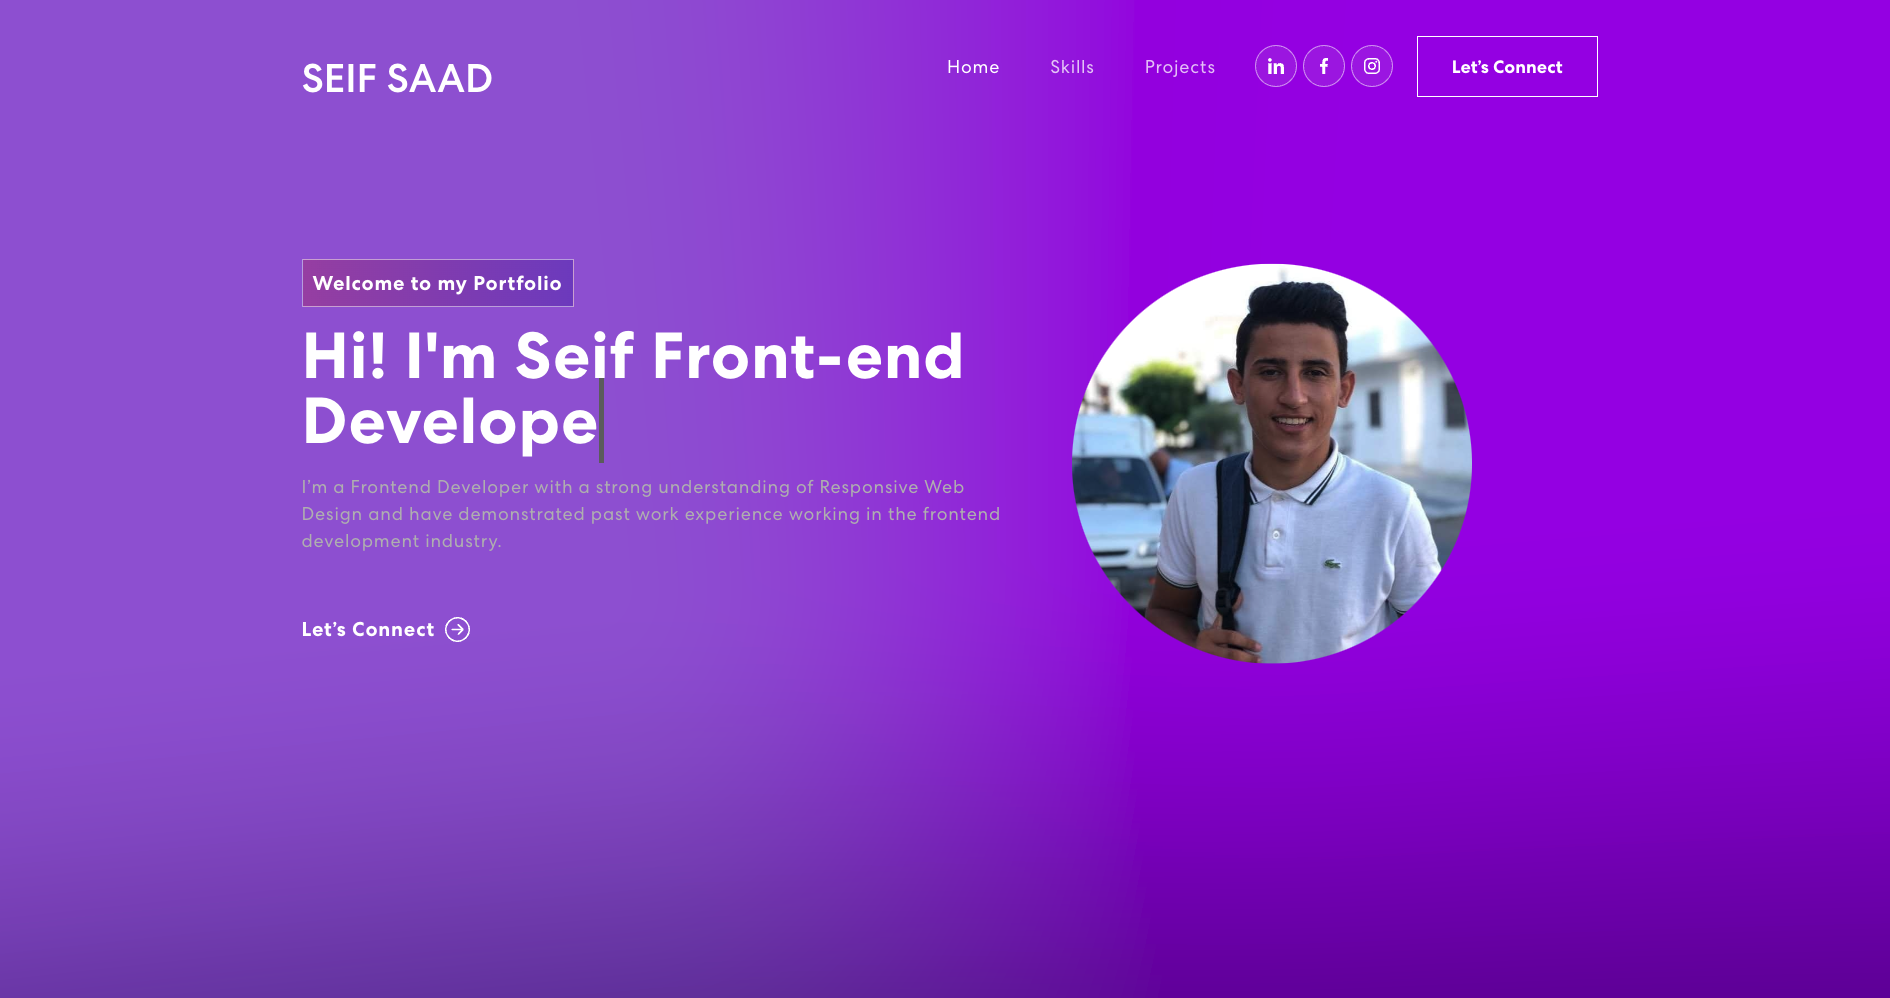 SEIF SAAD
Home
Skills
Projects
Let's Connect
Welcome to my Portfolio
Hi! I'm Seif Front-end
Develope
I'm a Frontend Developer with a strong understanding of Responsive Web
Design and have demonstrated past work experience working in the frontend
development industry.
Let's Connect